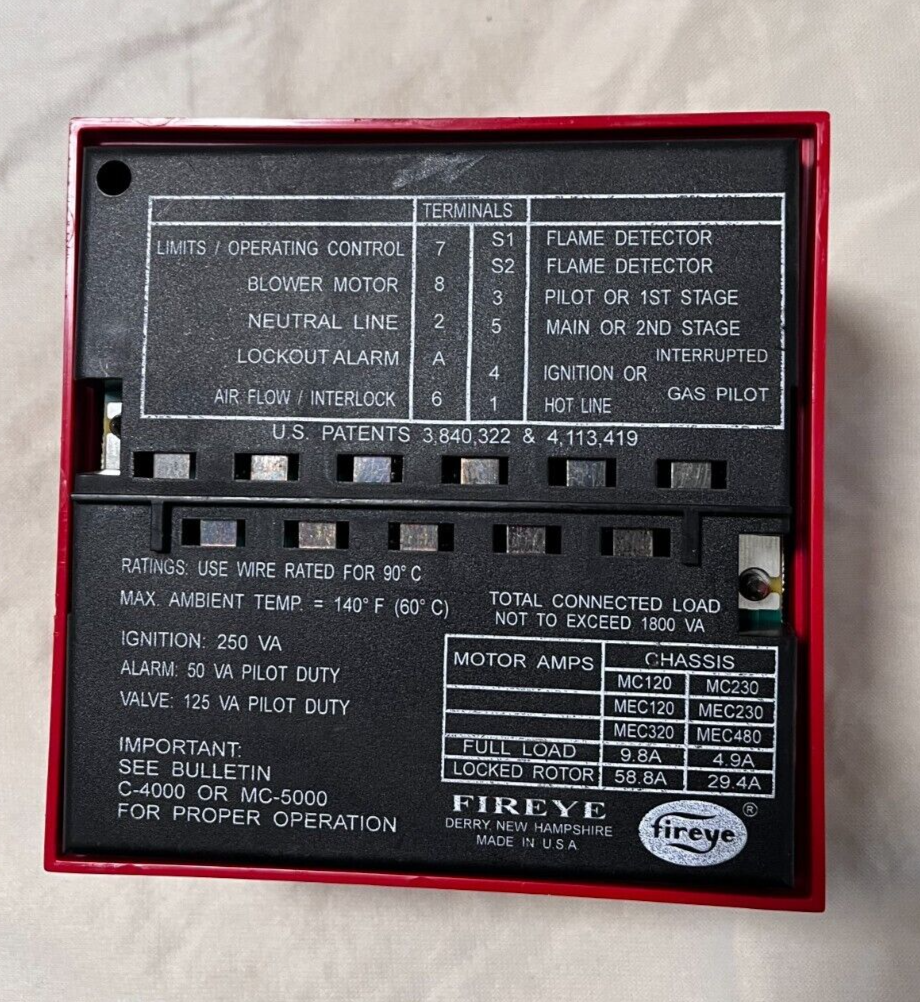 TERMINALS
LIMITS / OPERATING CONTROL 7 S1 FLAME DETECTOR
S2 FLAME DETECTOR
BLOWER MOTOR 8 3 PILOT OR 1ST STAGE
NEUTRAL LINE 2 5 MAIN OR 2ND STAGE
LOCKOUT ALARM A 4 IGNITION OR INTERRUPTED GAS PILOT
AIR FLOW / INTERLOCK 6 1 HOT LINE
U.S. PATENTS 3,840,322 & 4,113,419
RATINGS: USE WIRE RATED FOR 90° C
MAX. AMBIENT TEMP. = 140° F (60° C)
IGNITION: 250 VA
ALARM: 50 VA PILOT DUTY
VALVE: 125 VA PILOT DUTY
IMPORTANT:
SEE BULLETIN
C-4000 OR MC-5000
FOR PROPER OPERATION
TOTAL CONNECTED LOAD
NOT TO EXCEED 1800 VA
MOTOR AMPS CHASSIS
MC120 MC230
MEC120 MEC230
MEC320 MEC480
FULL LOAD 9.8A 4.9A
LOCKED ROTOR 58.8A 29.4A
FIREYE
DERRY, NEW HAMPSHIRE
MADE IN U.S.A
fireye ®